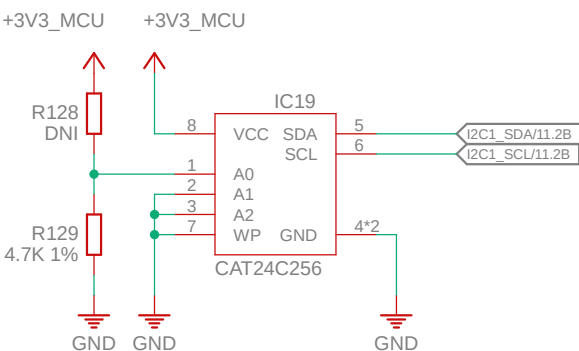 +3V3_MCU +3V3_MCU
R128
DNI
IC19
8 VCC SDA 5 I2C1_SDA/11.2B
SCL 6 I2C1_SCL/11.2B
1 A0
2 A1
3 A2
7 WP GND 4*2
R129
4.7K 1%
CAT24C256
GND GND GND